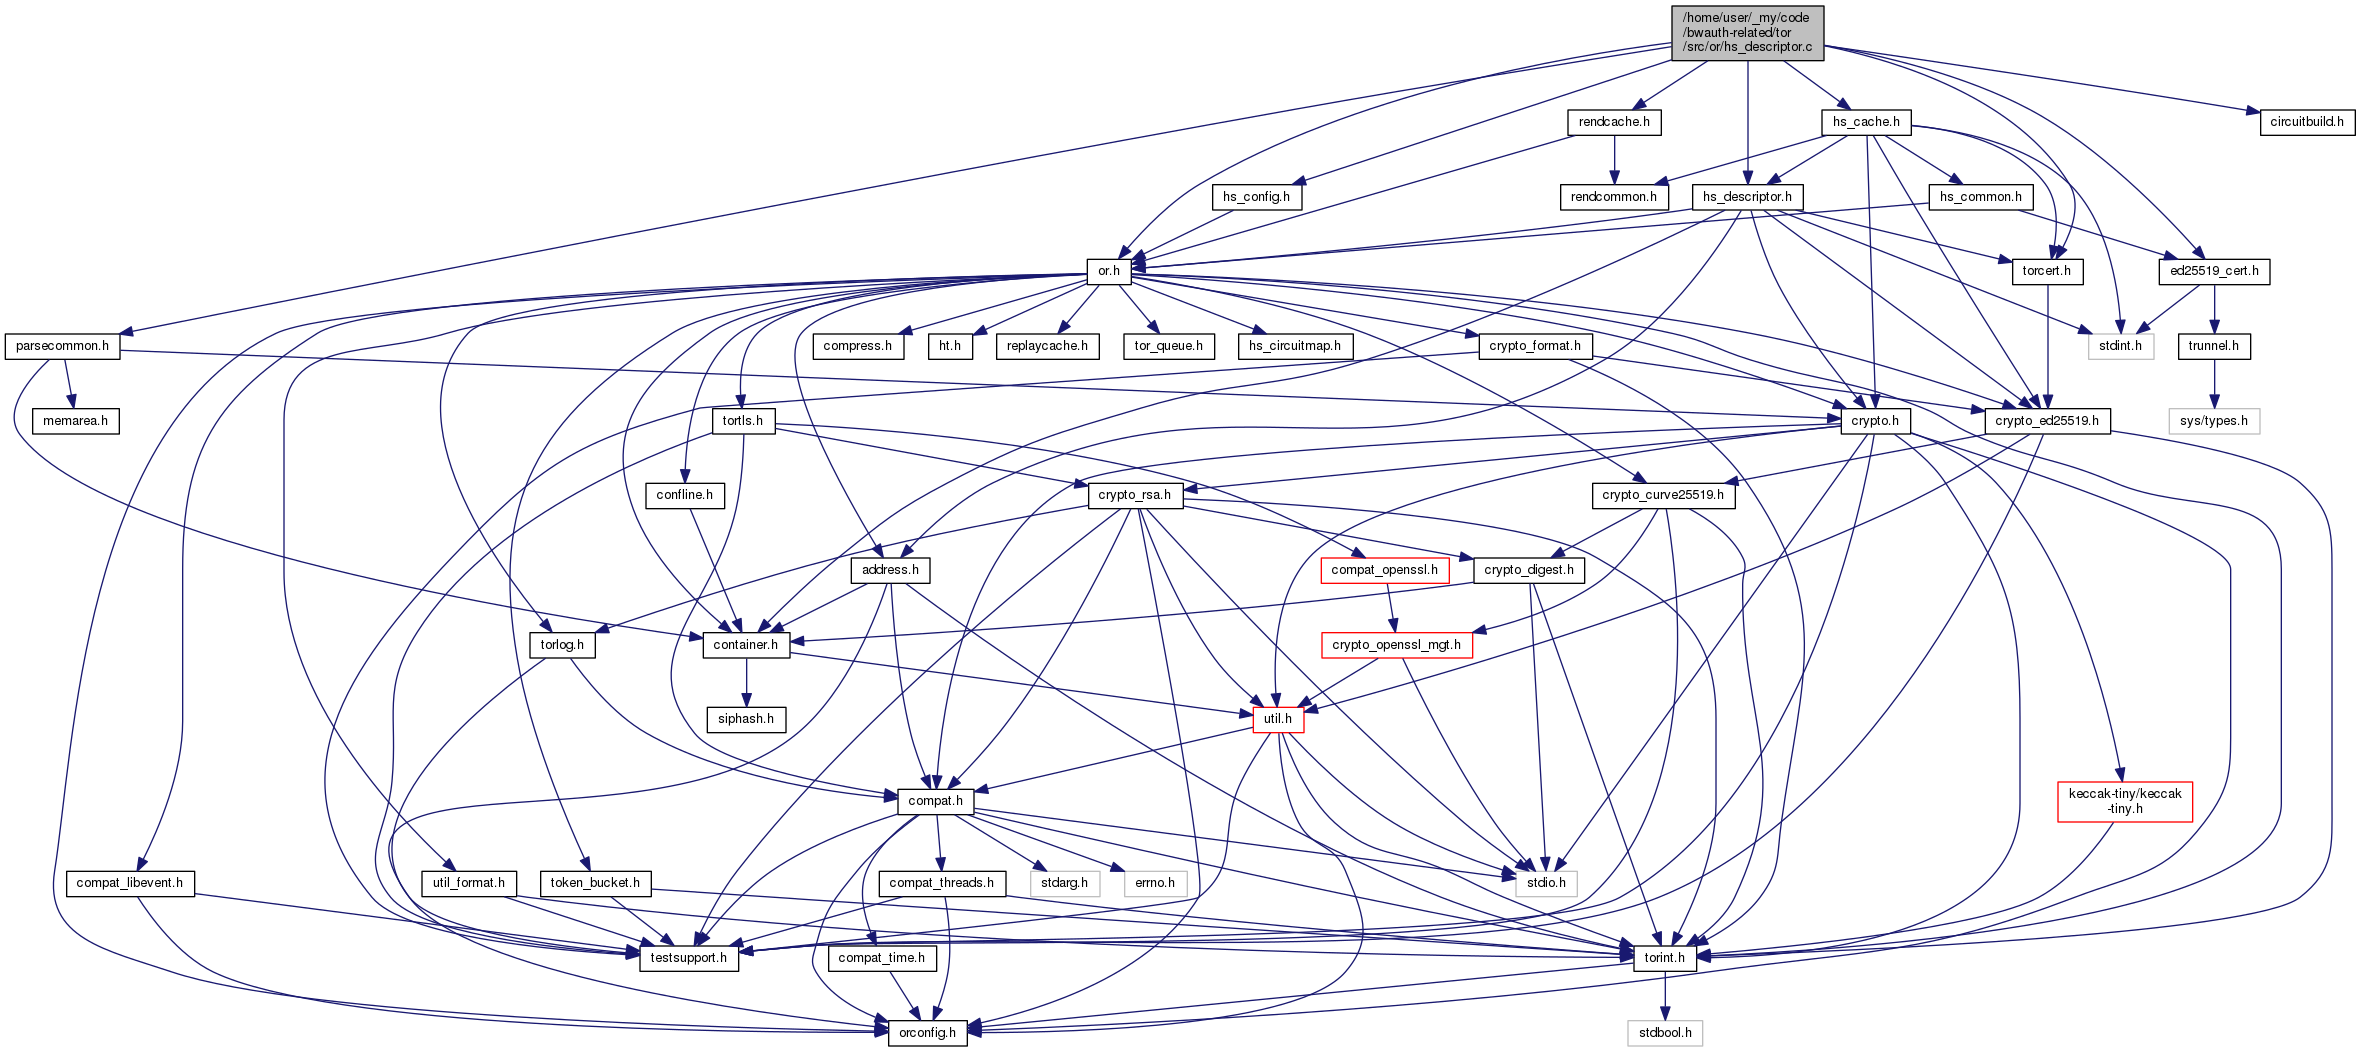 /home/user/_my/code
/bwauth-related/tor
/src/or/hs_descriptor.c
rendcache.h
hs_cache.h
circuitbuild.h
hs_config.h
rendcommon.h
hs_descriptor.h
hs_common.h
or.h
torcert.h
ed25519_cert.h
parsecommon.h
compress.h
ht.h
replaycache.h
tor_queue.h
hs_circuitmap.h
crypto_format.h
stdint.h
trunnel.h
memarea.h
tortls.h
crypto.h
crypto_ed25519.h
sys/types.h
confline.h
crypto_rsa.h
crypto_curve25519.h
address.h
compat_openssl.h
crypto_digest.h
torlog.h
container.h
crypto_openssl_mgt.h
siphash.h
util.h
compat.h
keccak-tiny/keccak
-tiny.h
compat_libevent.h
util_format.h
token_bucket.h
compat_threads.h
stdarg.h
errno.h
stdio.h
testsupport.h
compat_time.h
torint.h
orconfig.h
stdbool.h